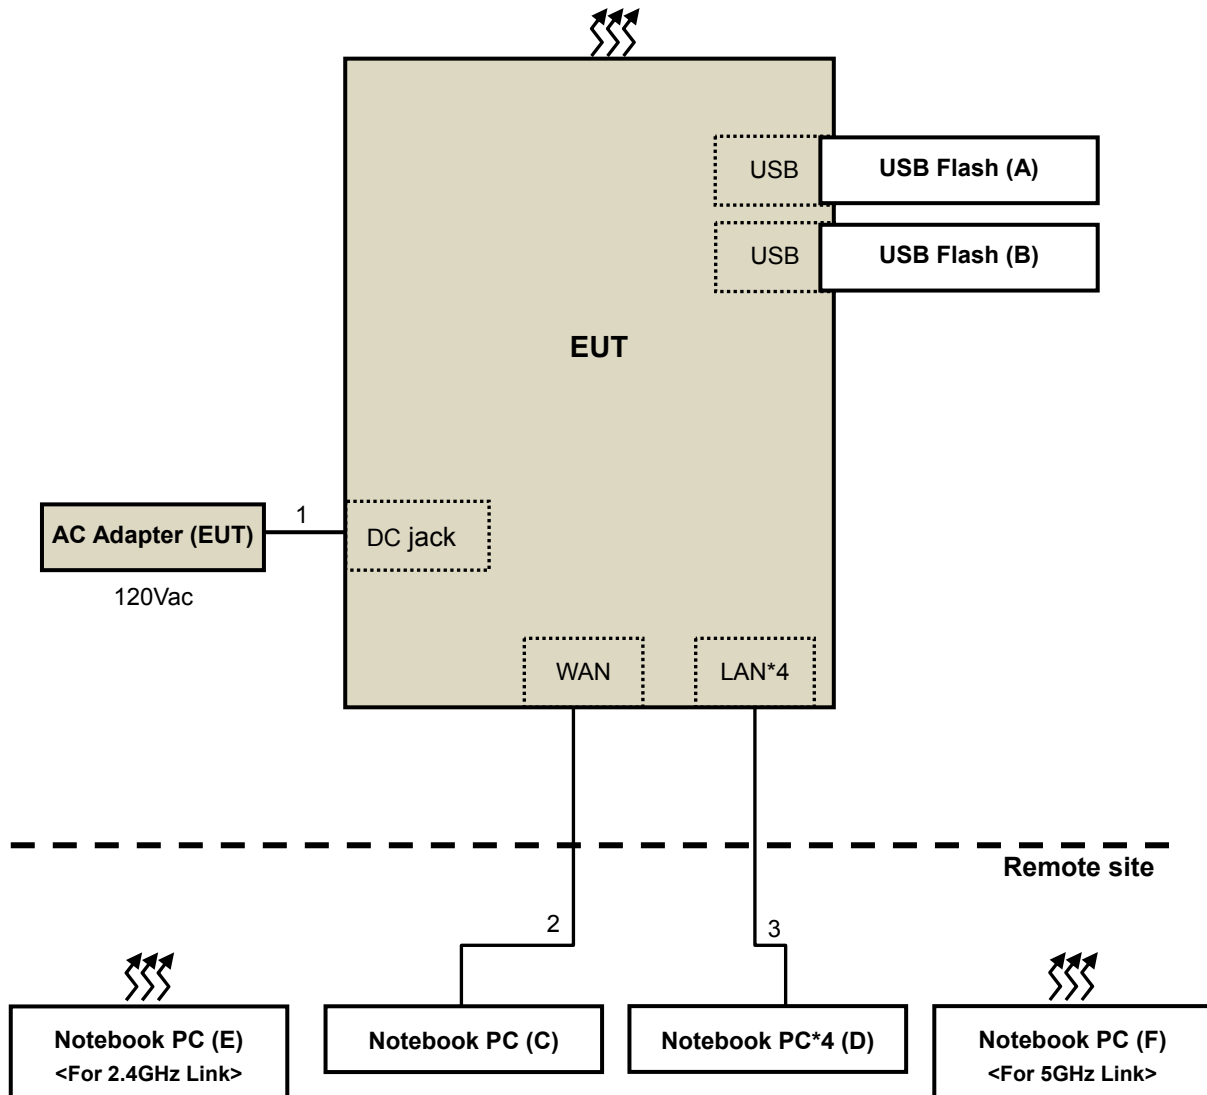 USB
USB Flash (A)
USB
USB Flash (B)
EUT
1
AC Adapter (EUT)
DC jack
120Vac
WAN
LAN*4
Remote site
2
3
Notebook PC (E)
<For 2.4GHz Link>
Notebook PC (C)
Notebook PC*4 (D)
Notebook PC (F)
<For 5GHz Link>